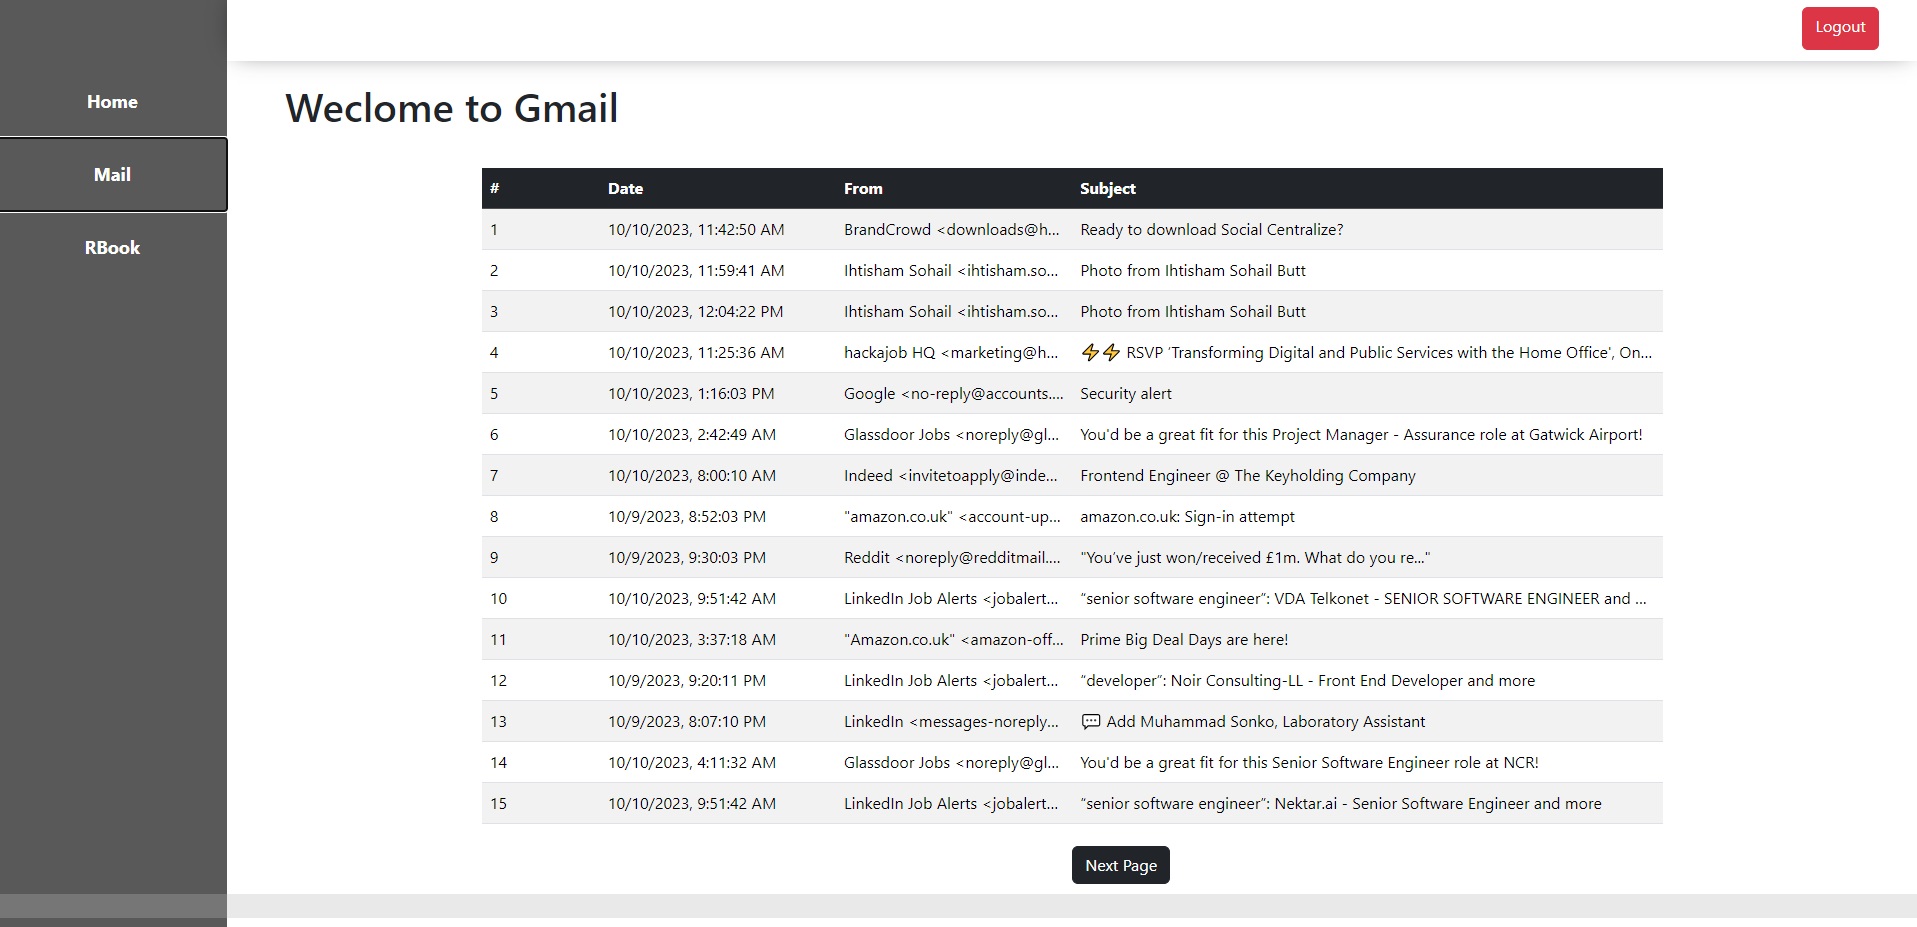 Logout
Home
Mail
RBook
Weclome to Gmail
# Date From Subject
1 10/10/2023, 11:42:50 AM BrandCrowd <downloads@h... Ready to download Social Centralize?
2 10/10/2023, 11:59:41 AM Ihtisham Sohail <ihtisham.so... Photo from Ihtisham Sohail Butt
3 10/10/2023, 12:04:22 PM Ihtisham Sohail <ihtisham.so... Photo from Ihtisham Sohail Butt
4 10/10/2023, 11:25:36 AM hackajob HQ <marketing@h... ⚡⚡ RSVP 'Transforming Digital and Public Services with the Home Office', On...
5 10/10/2023, 1:16:03 PM Google <no-reply@accounts.... Security alert
6 10/10/2023, 2:42:49 AM Glassdoor Jobs <noreply@gl... You'd be a great fit for this Project Manager - Assurance role at Gatwick Airport!
7 10/10/2023, 8:00:10 AM Indeed <invitetoapply@inde... Frontend Engineer @ The Keyholding Company
8 10/9/2023, 8:52:03 PM "amazon.co.uk" <account-up... amazon.co.uk: Sign-in attempt
9 10/9/2023, 9:30:03 PM Reddit <noreply@redditmail.... "You've just won/received £1m. What do you re..."
10 10/10/2023, 9:51:42 AM LinkedIn Job Alerts <jobalert... “senior software engineer”: VDA Telkonet - SENIOR SOFTWARE ENGINEER and ...
11 10/10/2023, 3:37:18 AM "Amazon.co.uk" <amazon-off... Prime Big Deal Days are here!
12 10/9/2023, 9:20:11 PM LinkedIn Job Alerts <jobalert... “developer”: Noir Consulting-LL - Front End Developer and more
13 10/9/2023, 8:07:10 PM LinkedIn <messages-noreply... 💬 Add Muhammad Sonko, Laboratory Assistant
14 10/10/2023, 4:11:32 AM Glassdoor Jobs <noreply@gl... You'd be a great fit for this Senior Software Engineer role at NCR!
15 10/10/2023, 9:51:42 AM LinkedIn Job Alerts <jobalert... “senior software engineer”: Nektar.ai - Senior Software Engineer and more
Next Page